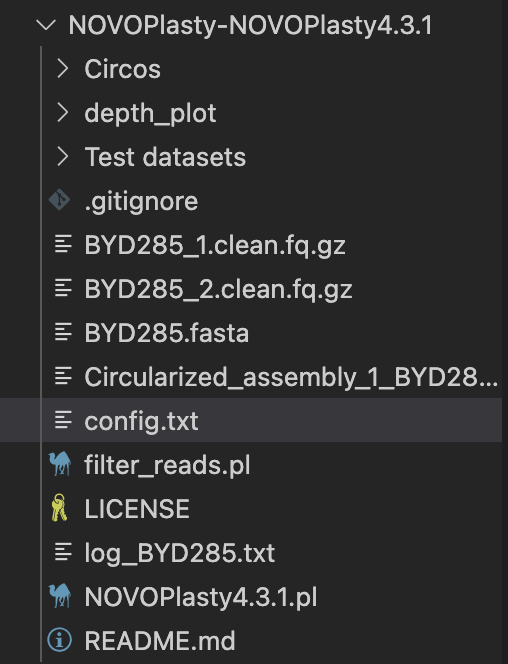 NOVOPlasty-NOVOPlasty4.3.1
Circos
depth_plot
Test datasets
.gitignore
BYD285_1.clean.fq.gz
BYD285_2.clean.fq.gz
BYD285.fasta
Circularized_assembly_1_BYD28...
config.txt
filter_reads.pl
LICENSE
log_BYD285.txt
NOVOPlasty4.3.1.pl
README.md